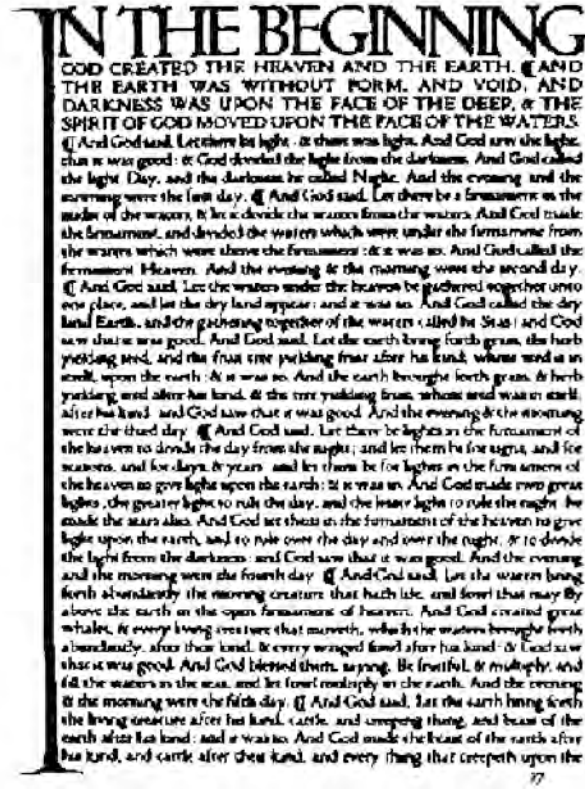 IN THE BEGINNING
GOD CREATED THE HEAVEN AND THE EARTH. ❡ AND
THE EARTH WAS WITHOUT FORM, AND VOID; AND
DARKNESS WAS UPON THE FACE OF THE DEEP, & THE
SPIRIT OF GOD MOVED UPON THE FACE OF THE WATERS.
❡ And God said, Let there be light: & there was light. And God saw the light,
that it was good: & God divided the light from the darkness. And God called
the light Day, and the darkness he called Night. And the evening and the
morning were the first day. ❡ And God said, Let there be a firmament in the
midst of the waters, & let it divide the waters from the waters. And God made
the firmament, and divided the waters which were under the firmament from
the waters which were above the firmament: & it was so. And God called the
firmament Heaven. And the evening & the morning were the second day.
❡ And God said, Let the waters under the heaven be gathered together unto
one place, and let the dry land appear: and it was so. And God called the dry
land Earth; and the gathering together of the waters called he Seas: and God
saw that it was good. And God said, Let the earth bring forth grass, the herb
yielding seed, and the fruit tree yielding fruit after his kind, whose seed is in
itself, upon the earth: & it was so. And the earth brought forth grass, & herb
yielding seed after his kind, & the tree yielding fruit, whose seed was in itself,
after his kind: and God saw that it was good. And the evening & the morning
were the third day. ❡ And God said, Let there be lights in the firmament of
the heaven to divide the day from the night; and let them be for signs, and for
seasons, and for days, & years: and let them be for lights in the firmament of
the heaven to give light upon the earth: & it was so. And God made two great
lights; the greater light to rule the day, and the lesser light to rule the night: he
made the stars also. And God set them in the firmament of the heaven to give
light upon the earth, and to rule over the day and over the night, & to divide
the light from the darkness: and God saw that it was good. And the evening
and the morning were the fourth day. ❡ And God said, Let the waters bring
forth abundantly the moving creature that hath life, and fowl that may fly
above the earth in the open firmament of heaven. And God created great
whales, & every living creature that moveth, which the waters brought forth
abundantly, after their kind, & every winged fowl after his kind: & God saw
that it was good. And God blessed them, saying, Be fruitful, & multiply, and
fill the waters in the seas, and let fowl multiply in the earth. And the evening
& the morning were the fifth day. ❡ And God said, Let the earth bring forth
the living creature after his kind, cattle, and creeping thing, and beast of the
earth after his kind: and it was so. And God made the beast of the earth after
his kind, and cattle after their kind, and every thing that creepeth upon the
27